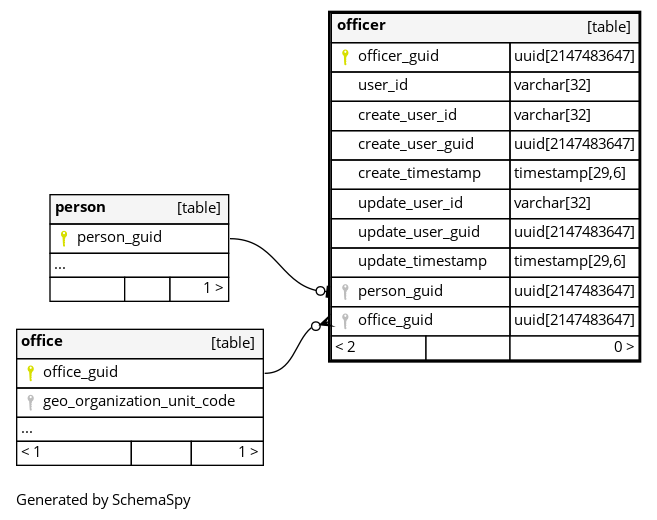 officer [table]
officer_guid uuid[2147483647]
user_id varchar[32]
create_user_id varchar[32]
create_user_guid uuid[2147483647]
create_timestamp timestamp[29,6]
update_user_id varchar[32]
update_user_guid uuid[2147483647]
update_timestamp timestamp[29,6]
person_guid uuid[2147483647]
office_guid uuid[2147483647]
< 2 0 >
person [table]
person_guid
...
1 >
office [table]
office_guid
geo_organization_unit_code
...
< 1 1 >
Generated by SchemaSpy